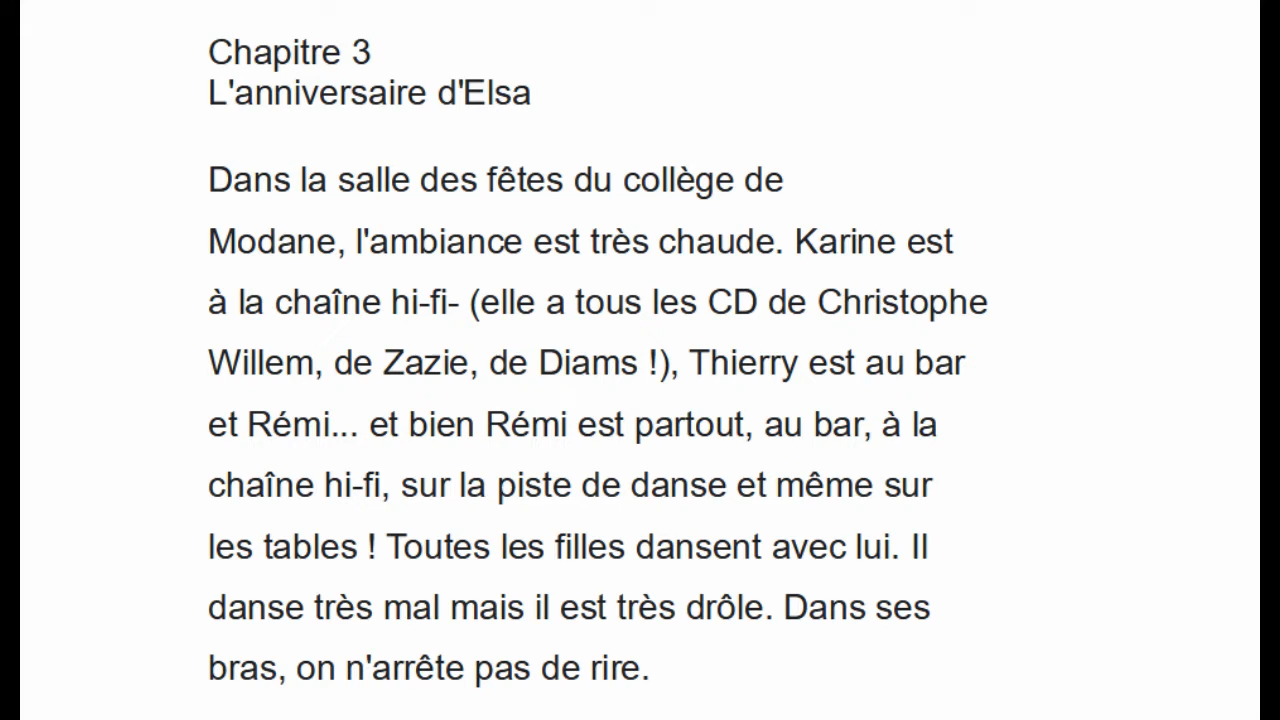 Chapitre 3
L'anniversaire d'Elsa
Dans la salle des fêtes du collège de
Modane, l'ambiance est très chaude. Karine est
à la chaîne hi-fi- (elle a tous les CD de Christophe
Willem, de Zazie, de Diams !), Thierry est au bar
et Rémi... et bien Rémi est partout, au bar, à la
chaîne hi-fi, sur la piste de danse et même sur
les tables ! Toutes les filles dansent avec lui. Il
danse très mal mais il est très drôle. Dans ses
bras, on n'arrête pas de rire.